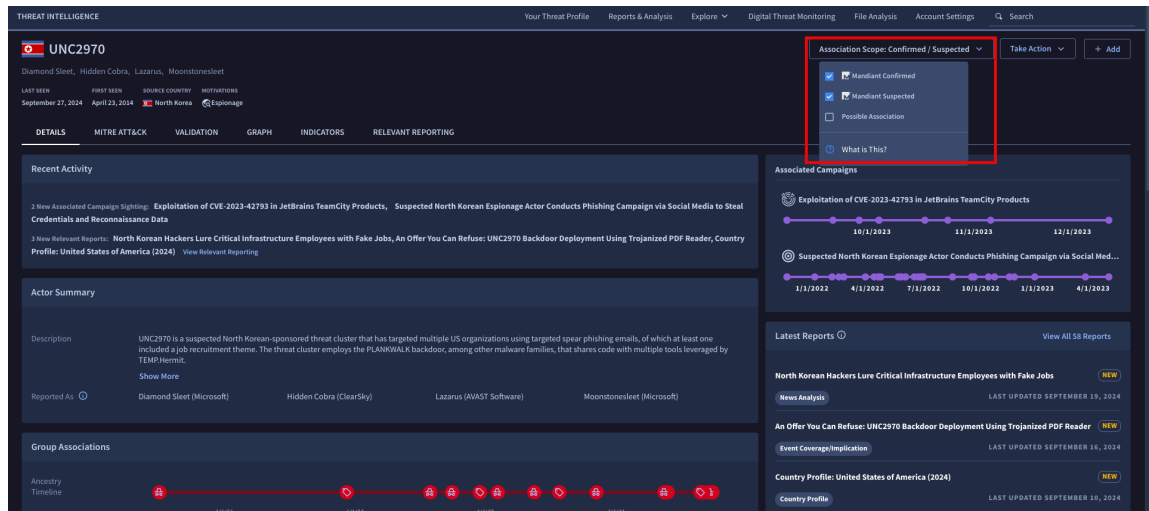 THREAT INTELLIGENCE
Your Threat Profile
Reports & Analysis
Explore
Digital Threat Monitoring
File Analysis
Account Settings
Search
UNC2970
Association Scope: Confirmed / Suspected
Take Action
+ Add
Diamond Sleet, Hidden Cobra, Lazarus, Moonstonesleet
Mandiant Confirmed
Mandiant Suspected
Possible Association
What is This?
LAST SEEN FIRST SEEN SOURCE COUNTRY MOTIVATIONS
September 27, 2024 April 23, 2014 North Korea Espionage
DETAILS MITRE ATT&CK VALIDATION GRAPH INDICATORS RELEVANT REPORTING
Recent Activity
2 New Associated Campaign Sighting: Exploitation of CVE-2023-42793 in JetBrains TeamCity Products, Suspected North Korean Espionage Actor Conducts Phishing Campaign via Social Media to Steal
Credentials and Reconnaissance Data
3 New Relevant Reports: North Korean Hackers Lure Critical Infrastructure Employees with Fake Jobs, An Offer You Can Refuse: UNC2970 Backdoor Deployment Using Trojanized PDF Reader, Country
Profile: United States of America (2024) View Relevant Reporting
Actor Summary
Description
UNC2970 is a suspected North Korean-sponsored threat cluster that has targeted multiple US organizations using targeted spear phishing emails, of which at least one
included a job recruitment theme. The threat cluster employs the PLANKWALK backdoor, among other malware families, that shares code with multiple tools leveraged by
TEMP.Hermit.
Show More
Reported As
Diamond Sleet (Microsoft) Hidden Cobra (ClearSky) Lazarus (AVAST Software) Moonstonesleet (Microsoft)
Group Associations
Ancestry
Timeline
Associated Campaigns
Exploitation of CVE-2023-42793 in JetBrains TeamCity Products
10/1/2023 11/1/2023 12/1/2023
Suspected North Korean Espionage Actor Conducts Phishing Campaign via Social Med...
1/1/2022 4/1/2022 7/1/2022 10/1/2022 1/1/2023 4/1/2023
Latest Reports
View All 58 Reports
North Korean Hackers Lure Critical Infrastructure Employees with Fake Jobs NEW
News Analysis LAST UPDATED SEPTEMBER 19, 2024
An Offer You Can Refuse: UNC2970 Backdoor Deployment Using Trojanized PDF Reader NEW
Event Coverage/Implication LAST UPDATED SEPTEMBER 16, 2024
Country Profile: United States of America (2024) NEW
Country Profile LAST UPDATED SEPTEMBER 10, 2024